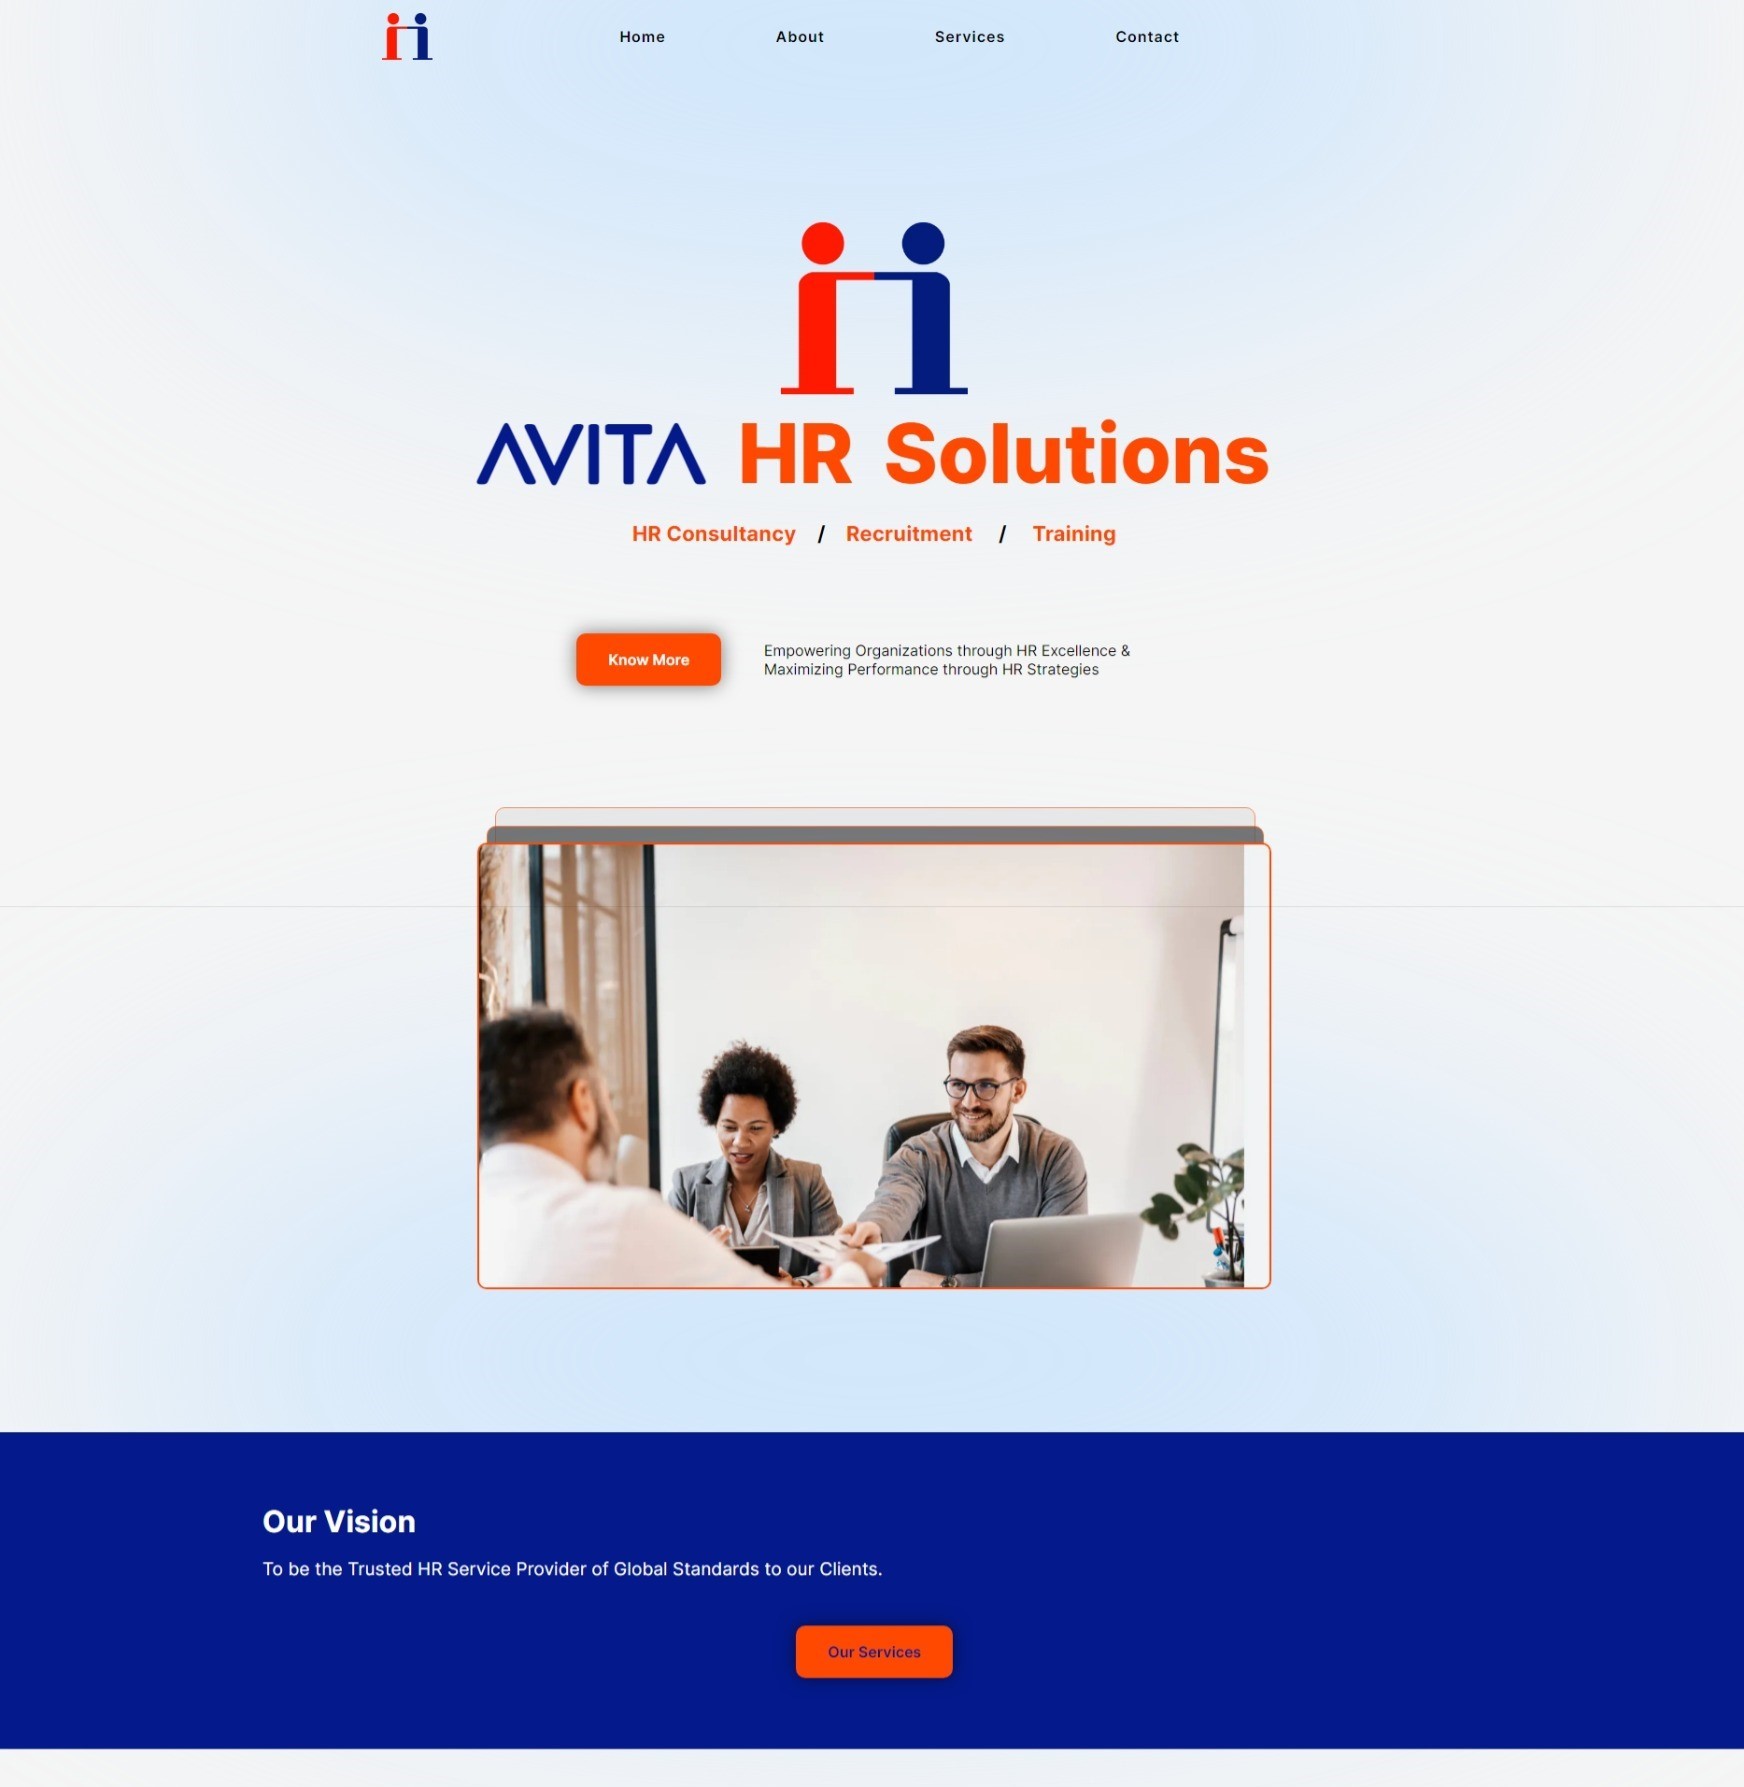 Home About Services Contact
AVITA HR Solutions
HR Consultancy / Recruitment / Training
Know More
Empowering Organizations through HR Excellence &
Maximizing Performance through HR Strategies
Our Vision
To be the Trusted HR Service Provider of Global Standards to our Clients.
Our Services